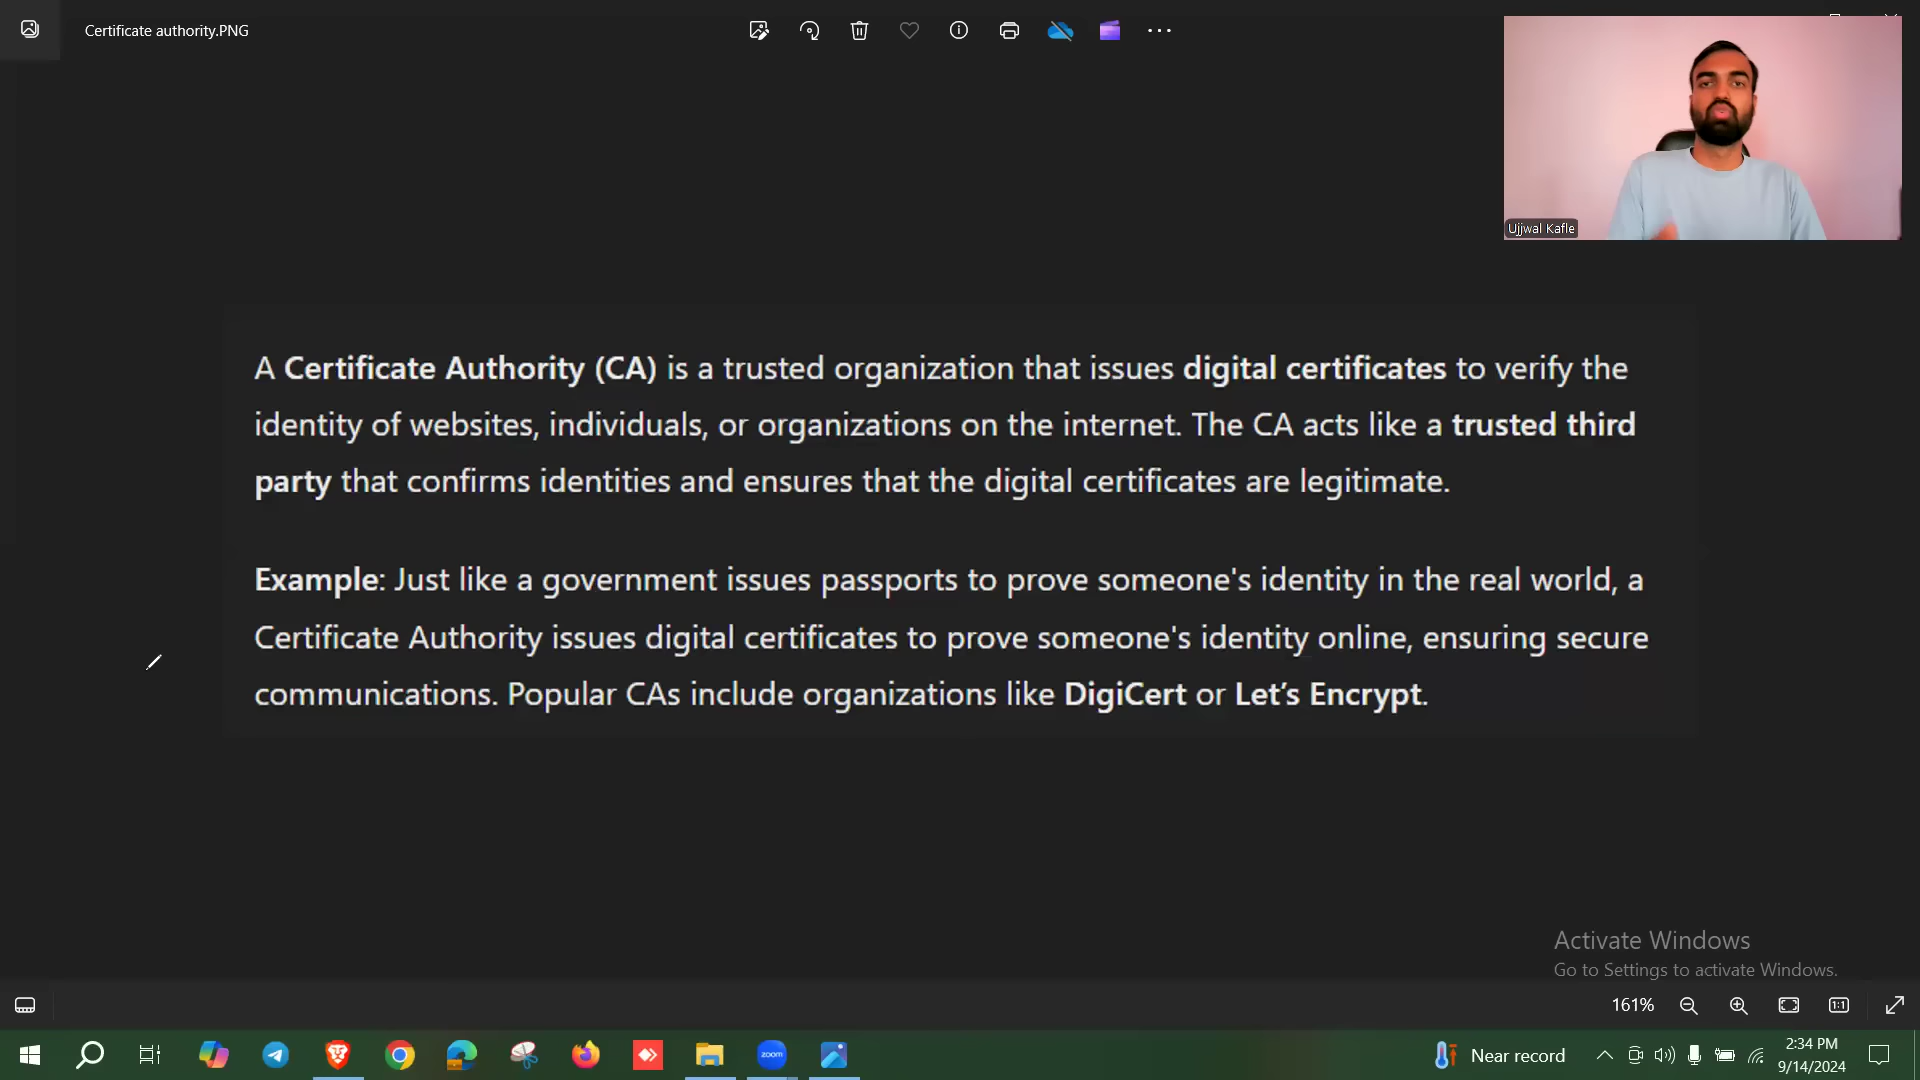 Certificate authority.PNG
Ujjwal Kafle
A Certificate Authority (CA) is a trusted organization that issues digital certificates to verify the
identity of websites, individuals, or organizations on the internet. The CA acts like a trusted third
party that confirms identities and ensures that the digital certificates are legitimate.
Example: Just like a government issues passports to prove someone's identity in the real world, a
Certificate Authority issues digital certificates to prove someone's identity online, ensuring secure
communications. Popular CAs include organizations like DigiCert or Let’s Encrypt.
Activate Windows
Go to Settings to activate Windows.
161%
1:1
zoom
Near record
2:34 PM
9/14/2024